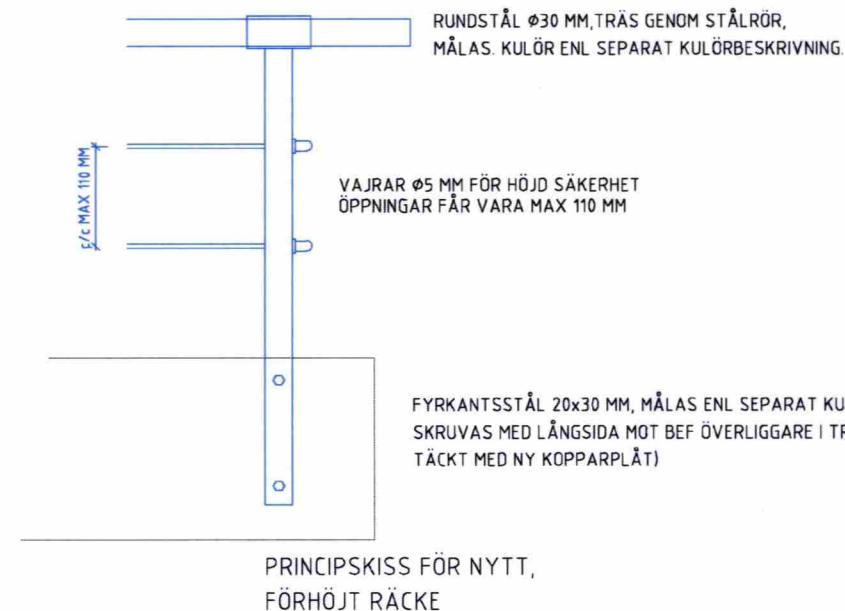 RUNDSTÅL Ø30 MM,TRÄS GENOM STÅLRÖR,
MÅLAS. KULÖR ENL SEPARAT KULÖRBESKRIVNING.
c/c MAX 110 MM
VAJRAR Ø5 MM FÖR HÖJD SÄKERHET
ÖPPNINGAR FÅR VARA MAX 110 MM
FYRKANTSSTÅL 20x30 MM, MÅLAS ENL SEPARAT KU
SKRUVAS MED LÅNGSIDA MOT BEF ÖVERLIGGARE I TR
TÄCKT MED NY KOPPARPLÅT)
PRINCIPSKISS FÖR NYTT,
FÖRHÖJT RÄCKE